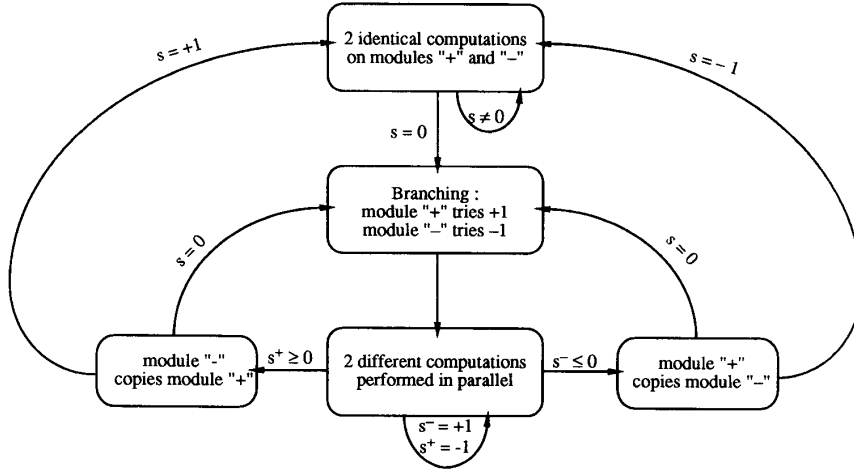 2 identical computations
on modules "+" and "–"
s = +1
s = – 1
s ≠ 0
s = 0
Branching :
module "+" tries +1
module "–" tries –1
s = 0
s = 0
module "-"
copies module "+"
s⁺ ≥ 0
2 different computations
performed in parallel
s⁻ ≤ 0
module "+"
copies module "–"
s⁻ = +1
s⁺ = -1